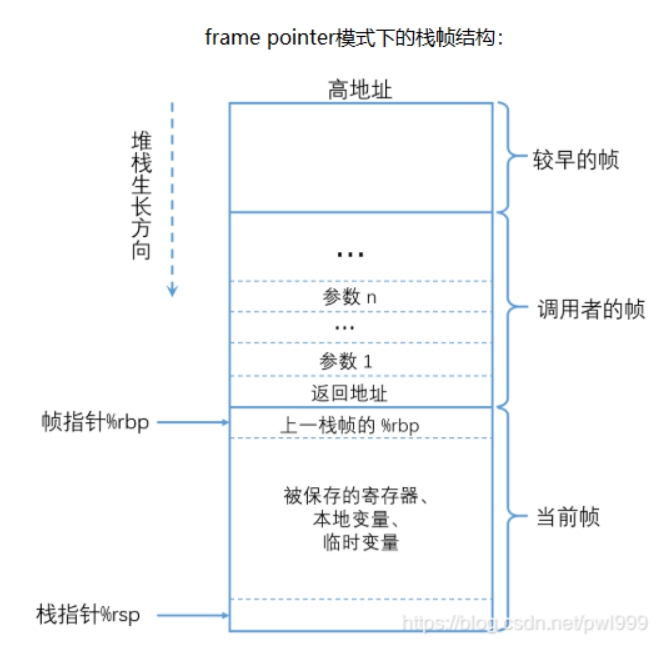 frame pointer模式下的栈帧结构：
高地址
堆栈生长方向
较早的帧
...
参数 n
...
调用者的帧
参数 1
返回地址
帧指针%rbp
上一栈帧的 %rbp
被保存的寄存器、
本地变量、
临时变量
当前帧
栈指针%rsp
https://blog.csdn.net/pwl999